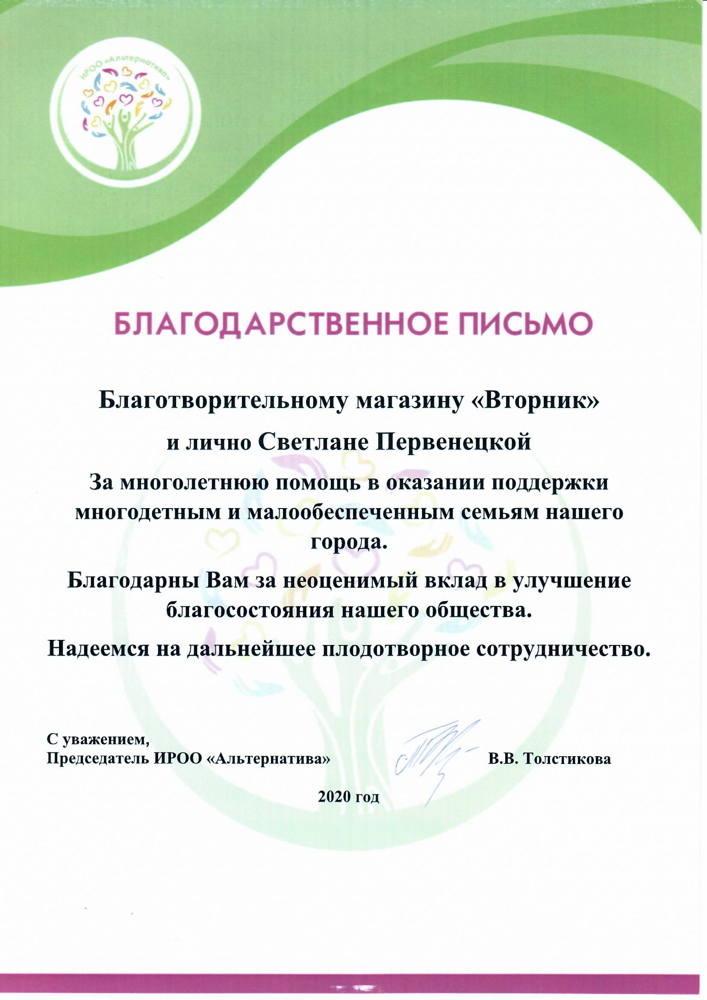 ИРОО «Альтернатива»
БЛАГОДАРСТВЕННОЕ ПИСЬМО
Благотворительному магазину «Вторник»
и лично Светлане Первенецкой
За многолетнюю помощь в оказании поддержки
многодетным и малообеспеченным семьям нашего
города.
Благодарны Вам за неоценимый вклад в улучшение
благосостояния нашего общества.
Надеемся на дальнейшее плодотворное сотрудничество.
С уважением,
Председатель ИРОО «Альтернатива» В.В. Толстикова
2020 год